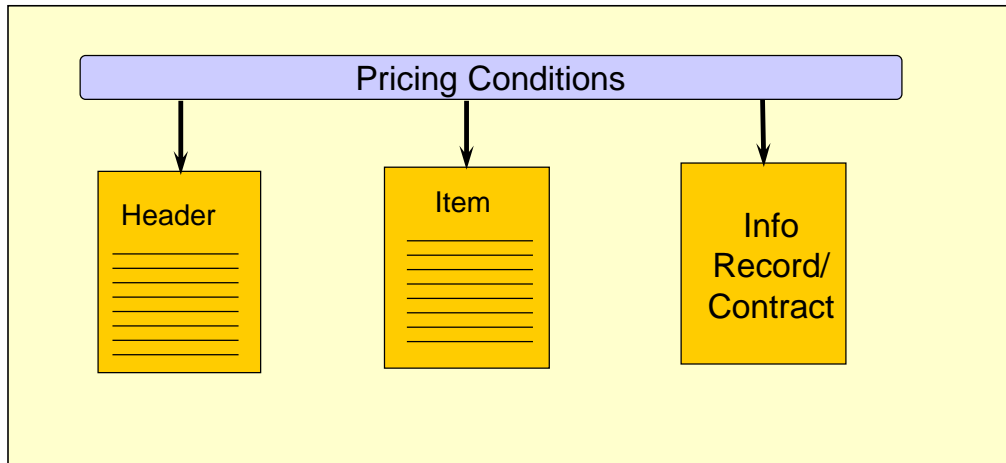 Pricing Conditions
Header
Item
Info
Record/
Contract